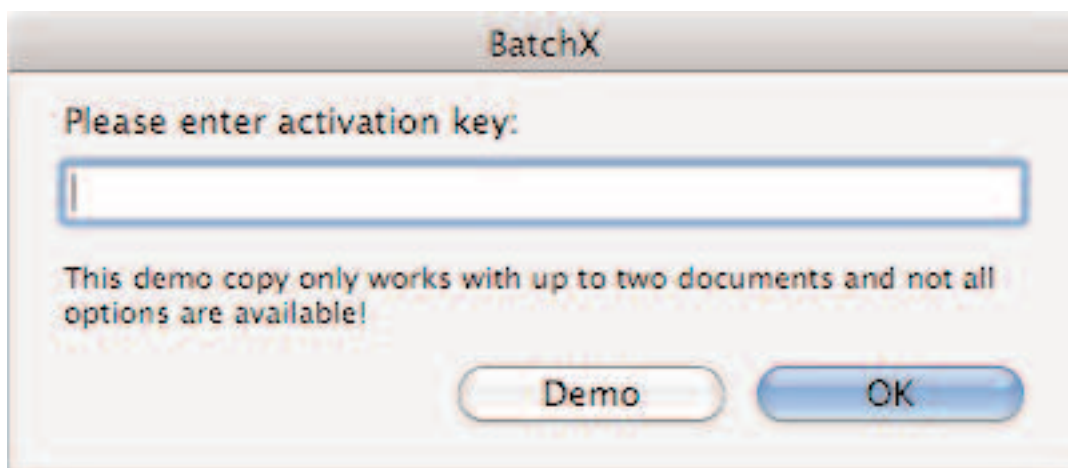 BatchX
Please enter activation key:
This demo copy only works with up to two documents and not all
options are available!
Demo OK